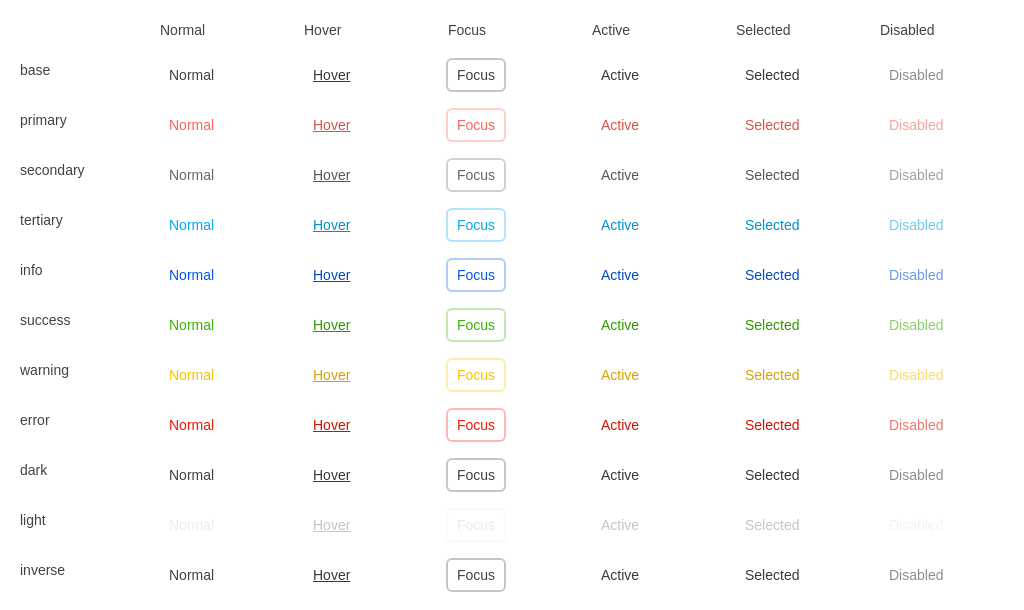 Normal Hover Focus Active Selected Disabled
base Normal Hover Focus Active Selected Disabled
primary Normal Hover Focus Active Selected Disabled
secondary Normal Hover Focus Active Selected Disabled
tertiary Normal Hover Focus Active Selected Disabled
info Normal Hover Focus Active Selected Disabled
success Normal Hover Focus Active Selected Disabled
warning Normal Hover Focus Active Selected Disabled
error Normal Hover Focus Active Selected Disabled
dark Normal Hover Focus Active Selected Disabled
light Normal Hover Focus Active Selected Disabled
inverse Normal Hover Focus Active Selected Disabled